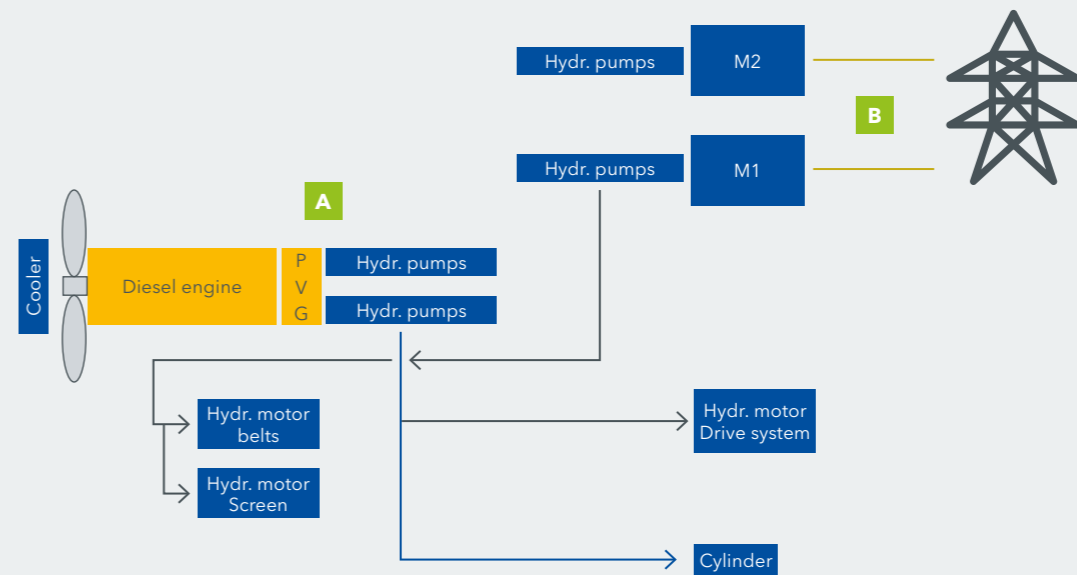 Hydr. pumps
M2
B
Hydr. pumps
M1
A
Cooler
Diesel engine
P
V
G
Hydr. pumps
Hydr. pumps
Hydr. motor
belts
Hydr. motor
Drive system
Hydr. motor
Screen
Cylinder